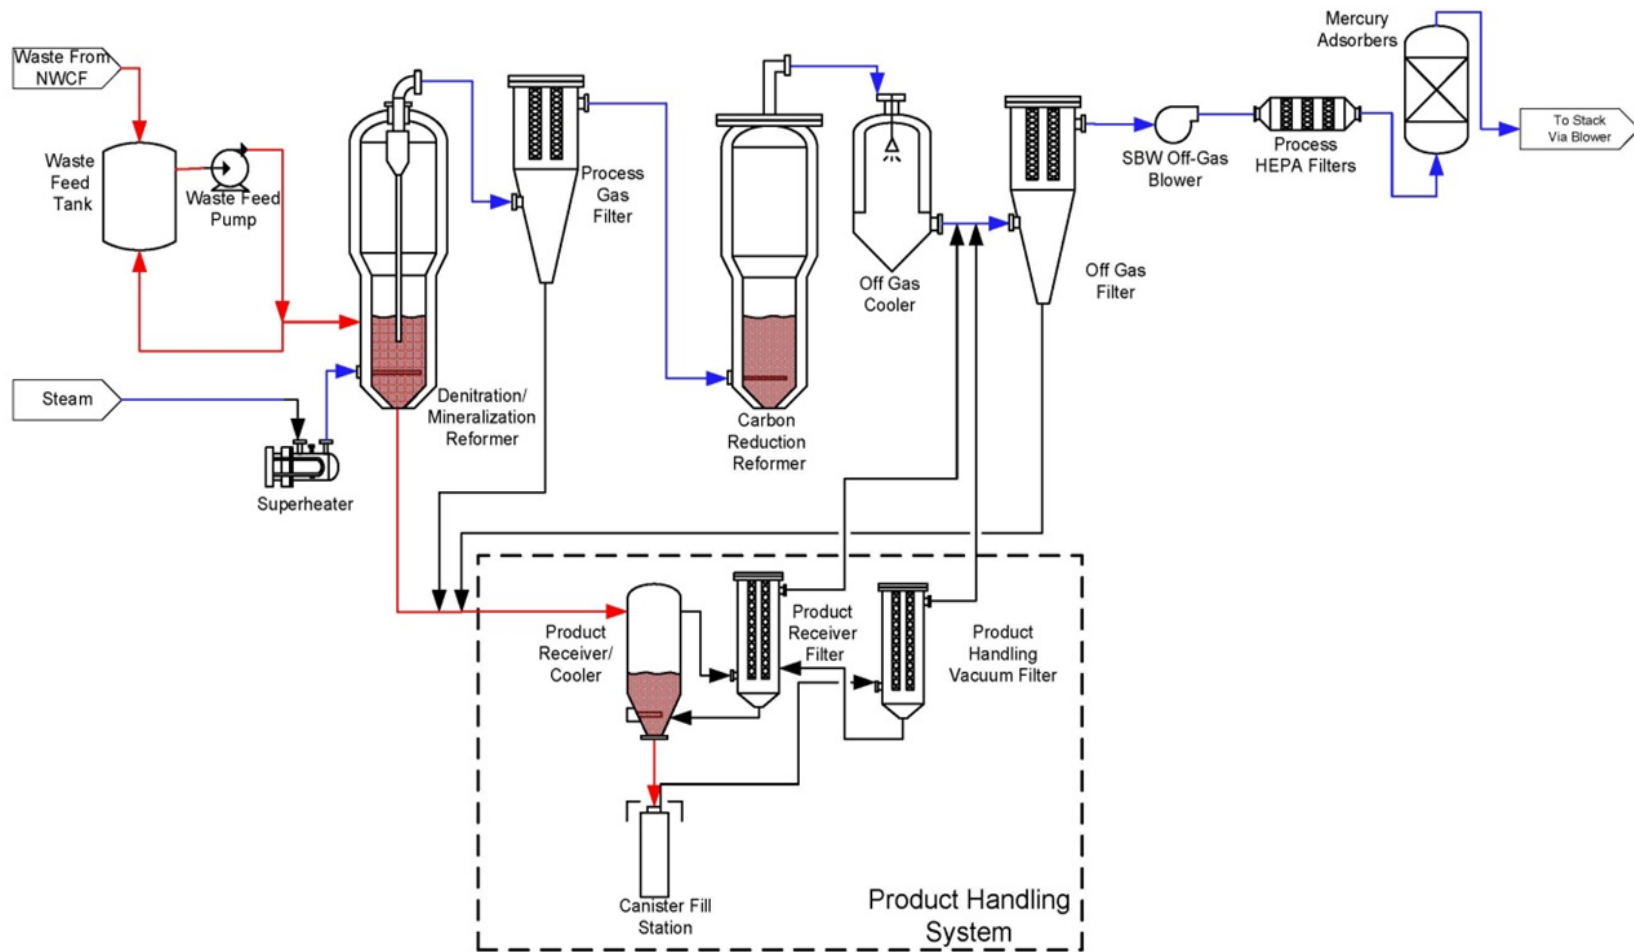 Waste From
NWCF
Waste
Feed
Tank
Waste Feed
Pump
Steam
Superheater
Denitration/
Mineralization
Reformer
Process
Gas
Filter
Carbon
Reduction
Reformer
Off Gas
Cooler
Off Gas
Filter
SBW Off-Gas
Blower
Process
HEPA Filters
Mercury
Adsorbers
To Stack
Via Blower
Product
Receiver/
Cooler
Product
Receiver
Filter
Product
Handling
Vacuum Filter
Canister Fill
Station
Product Handling
System